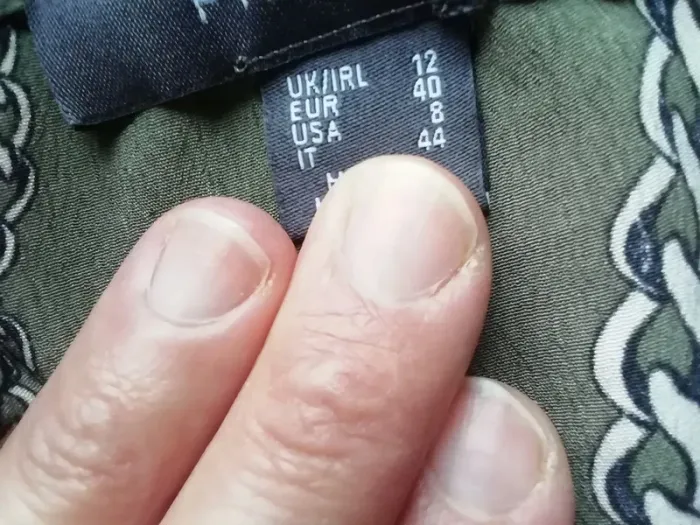 UK/IRL 12
EUR 40
USA 8
IT 44